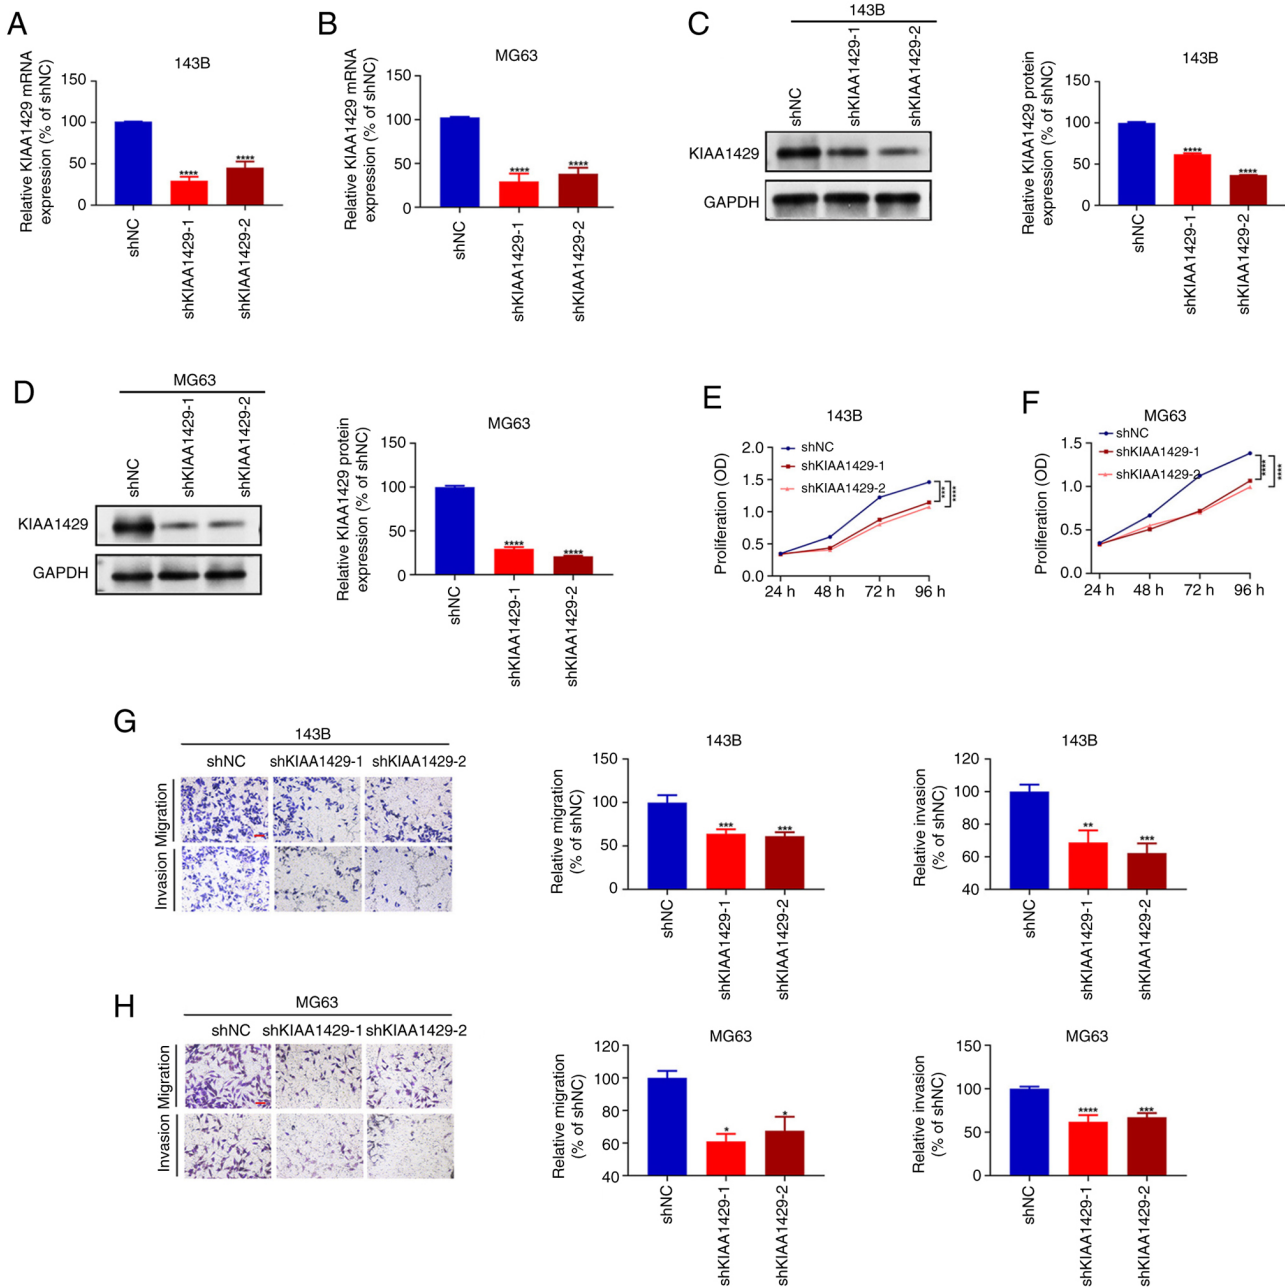 A
143B
Relative KIAA1429 mRNA
expression (% of shNC)
150
100
50
0
****
****
shNC
shKIAA1429-1
shKIAA1429-2
B
MG63
Relative KIAA1429 mRNA
expression (% of shNC)
150
100
50
0
****
****
shNC
shKIAA1429-1
shKIAA1429-2
C
143B
shNC
shKIAA1429-1
shKIAA1429-2
KIAA1429
GAPDH
143B
Relative KIAA1429 protein
expression (% of shNC)
150
100
50
0
****
****
shNC
shKIAA1429-1
shKIAA1429-2
D
MG63
shNC
shKIAA1429-1
shKIAA1429-2
KIAA1429
GAPDH
MG63
Relative KIAA1429 protein
expression (% of shNC)
150
100
50
0
****
****
shNC
shKIAA1429-1
shKIAA1429-2
E
143B
Proliferation (OD)
2.0
1.5
1.0
0.5
0.0
shNC
shKIAA1429-1
shKIAA1429-2
****
****
24 h 48 h 72 h 96 h
F
MG63
Proliferation (OD)
1.5
1.0
0.5
0.0
shNC
shKIAA1429-1
shKIAA1429-2
****
****
24 h 48 h 72 h 96 h
G
143B
shNC shKIAA1429-1 shKIAA1429-2
Migration
Invasion
143B
Relative migration
(% of shNC)
150
100
50
0
***
***
shNC
shKIAA1429-1
shKIAA1429-2
143B
Relative invasion
(% of shNC)
120
100
80
60
40
**
***
shNC
shKIAA1429-1
shKIAA1429-2
H
MG63
shNC shKIAA1429-1 shKIAA1429-2
Migration
Invasion
MG63
Relative migration
(% of shNC)
120
100
80
60
40
*
*
shNC
shKIAA1429-1
shKIAA1429-2
MG63
Relative invasion
(% of shNC)
150
100
50
0
****
***
shNC
shKIAA1429-1
shKIAA1429-2